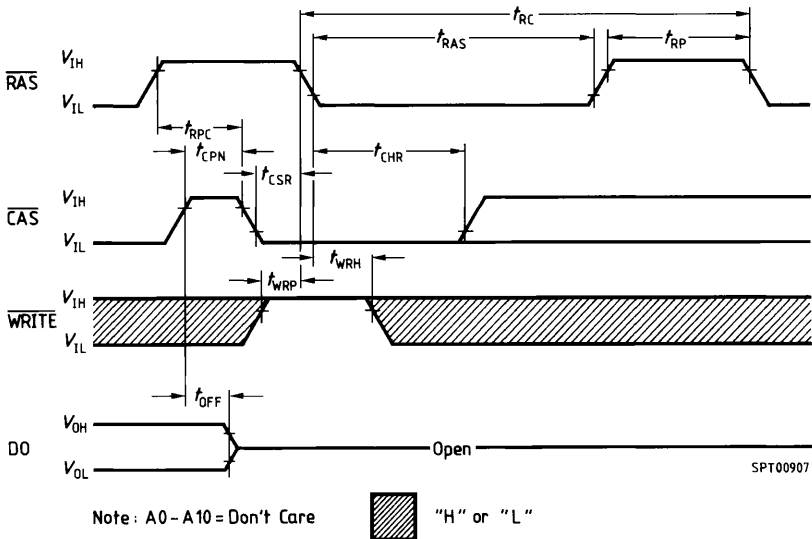 tRC
tRAS
tRP
RAS
VIH
VIL
tRPC
tCPN
tCSR
tCHR
CAS
VIH
VIL
tWRP
tWRH
WRITE
VIH
VIL
tOFF
DO
VOH
VOL
Open
SPT00907
Note: A0-A10 = Don't Care
"H" or "L"